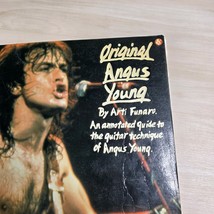 Original
Angus
Young
By Arti Funaro.
An annotated guide to
the guitar technique
of Angus Young.